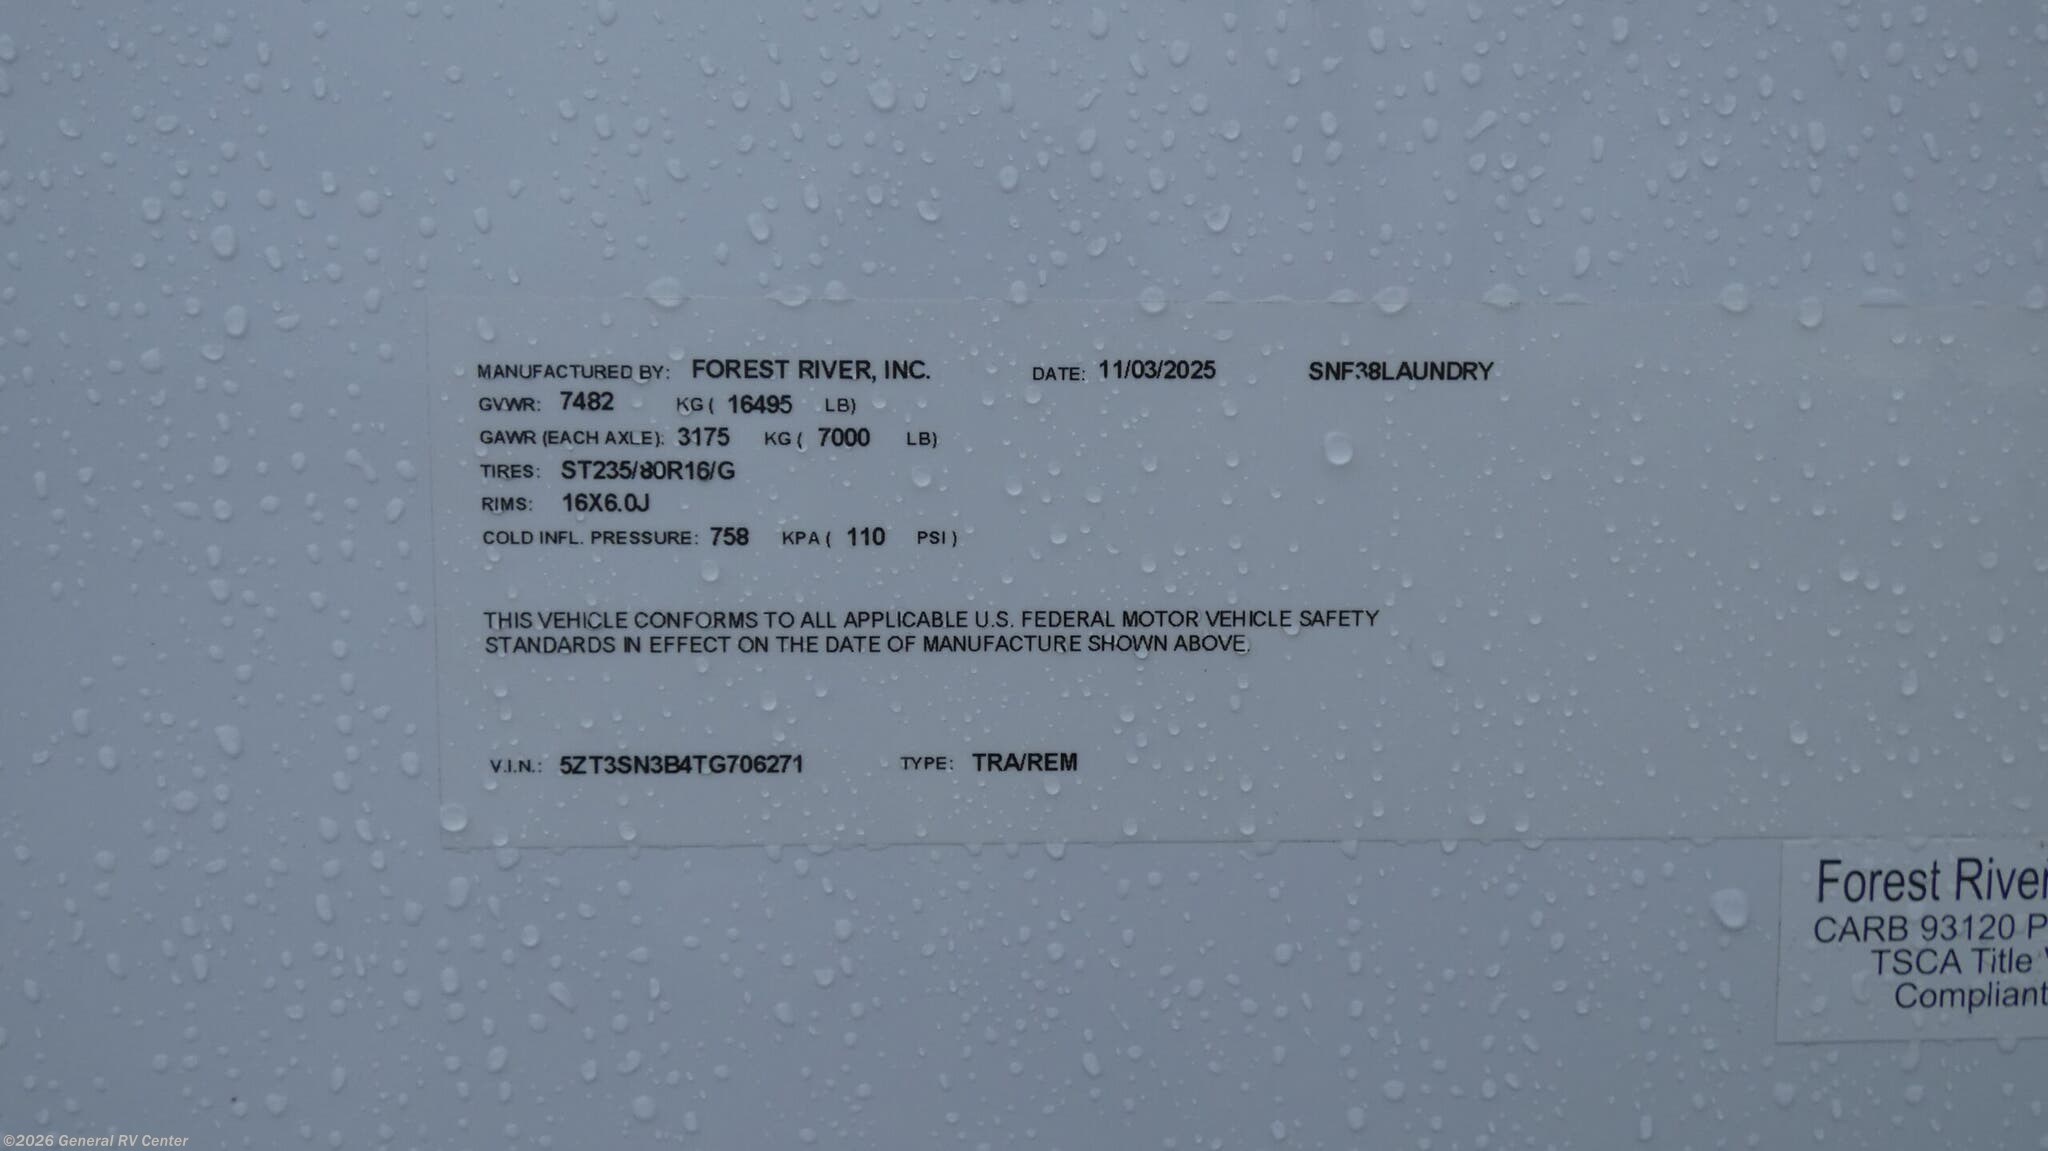 MANUFACTURED BY: FOREST RIVER, INC. DATE: 11/03/2025 SNF38LAUNDRY
GVWR: 7482 KG ( 16495 LB)
GAWR (EACH AXLE): 3175 KG ( 7000 LB)
TIRES: ST235/80R16/G
RIMS: 16X6.0J
COLD INFL. PRESSURE: 758 KPA ( 110 PSI )
THIS VEHICLE CONFORMS TO ALL APPLICABLE U.S. FEDERAL MOTOR VEHICLE SAFETY
STANDARDS IN EFFECT ON THE DATE OF MANUFACTURE SHOWN ABOVE.
V.I.N.: 5ZT3SN3B4TG706271 TYPE: TRA/REM
Forest River
CARB 93120 P
TSCA Title
Compliant
©2026 General RV Center